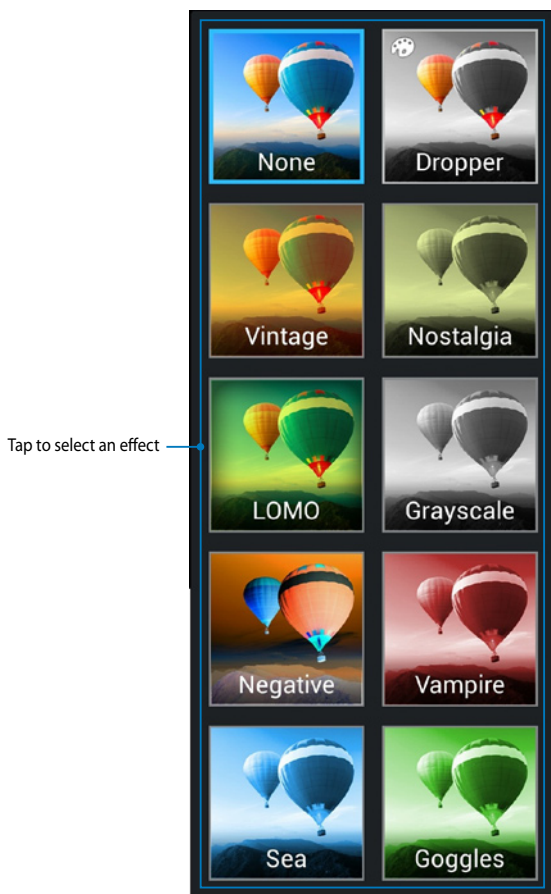 None
Dropper
Vintage
Nostalgia
Tap to select an effect
LOMO
Grayscale
Negative
Vampire
Sea
Goggles